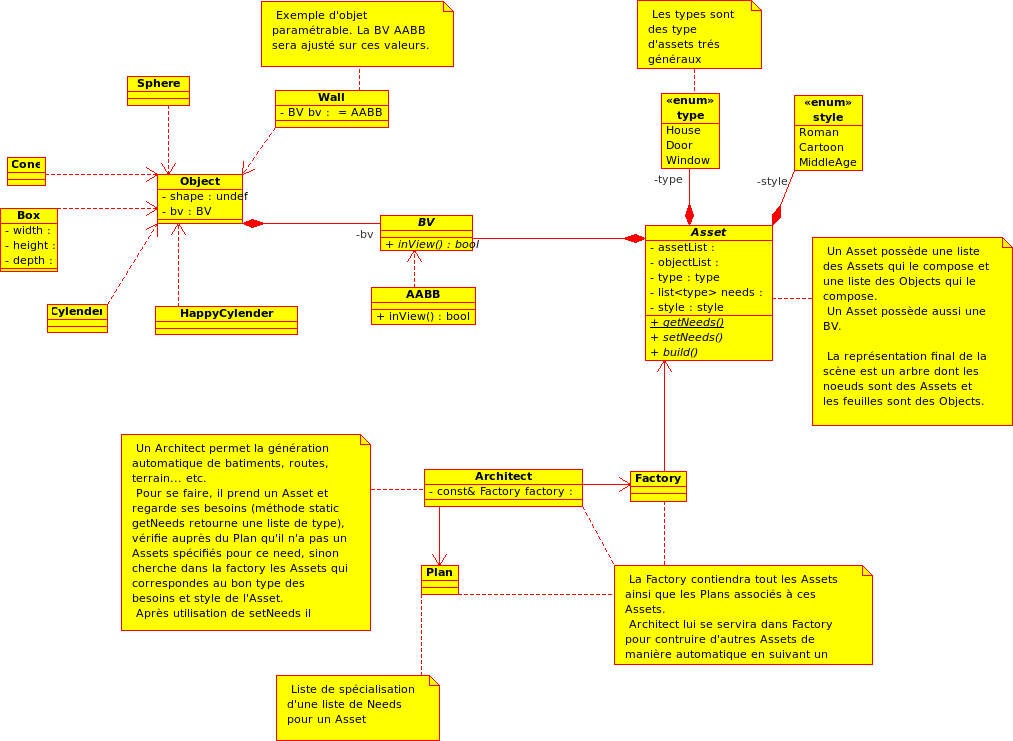 Exemple d'objet
paramétrable. La BV AABB
sera ajusté sur ces valeurs.
Les types sont
des type
d'assets trés
généraux
Sphere
Wall
- BV bv : = AABB
«enum»
type
House
Door
Window
«enum»
style
Roman
Cartoon
MiddleAge
Cone
Object
- shape : undef
- bv : BV
-type
-style
Box
- width :
- height :
- depth :
-bv
BV
+ inView() : bool
Asset
- assetList :
- objectList :
- type : type
- list<type> needs :
- style : style
+ getNeeds()
+ setNeeds()
+ build()
Un Asset possède une liste
des Assets qui le compose et
une liste des Objects qui le
compose.
Un Asset possède aussi une
BV.
La représentation final de la
scène est un arbre dont les
noeuds sont des Assets et
les feuilles sont des Objects.
AABB
+ inView() : bool
Cylender
HappyCylender
Un Architect permet la génération
automatique de batiments, routes,
terrain... etc.
Pour se faire, il prend un Asset et
regarde ses besoins (méthode static
getNeeds retourne une liste de type),
vérifie auprès du Plan qu'il n'a pas un
Assets spécifiés pour ce need, sinon
cherche dans la factory les Assets qui
correspondes au bon type des
besoins et style de l'Asset.
Après utilisation de setNeeds il
Architect
- const& Factory factory :
Factory
Plan
La Factory contiendra tout les Assets
ainsi que les Plans associés à ces
Assets.
Architect lui se servira dans Factory
pour contruire d'autres Assets de
manière automatique en suivant un
Liste de spécialisation
d'une liste de Needs
pour un Asset